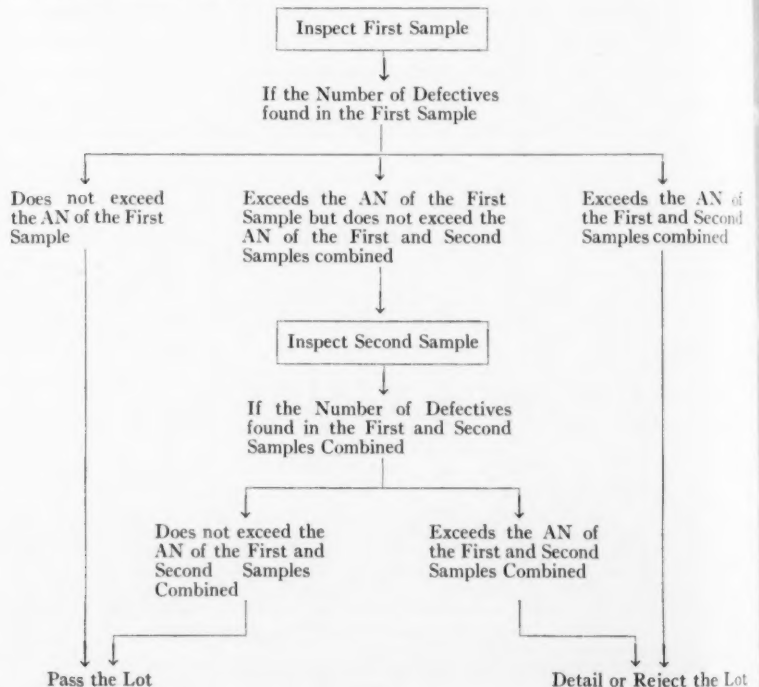 Inspect First Sample
If the Number of Defectives
found in the First Sample
Does not exceed
the AN of the First
Sample
Exceeds the AN of the First
Sample but does not exceed the
AN of the First and Second
Samples combined
Exceeds the AN of
the First and Second
Samples combined
Inspect Second Sample
If the Number of Defectives
found in the First and Second
Samples Combined
Does not exceed the
AN of the First and
Second Samples
Combined
Exceeds the AN of
the First and Second
Samples Combined
Pass the Lot
Detail or Reject the Lot